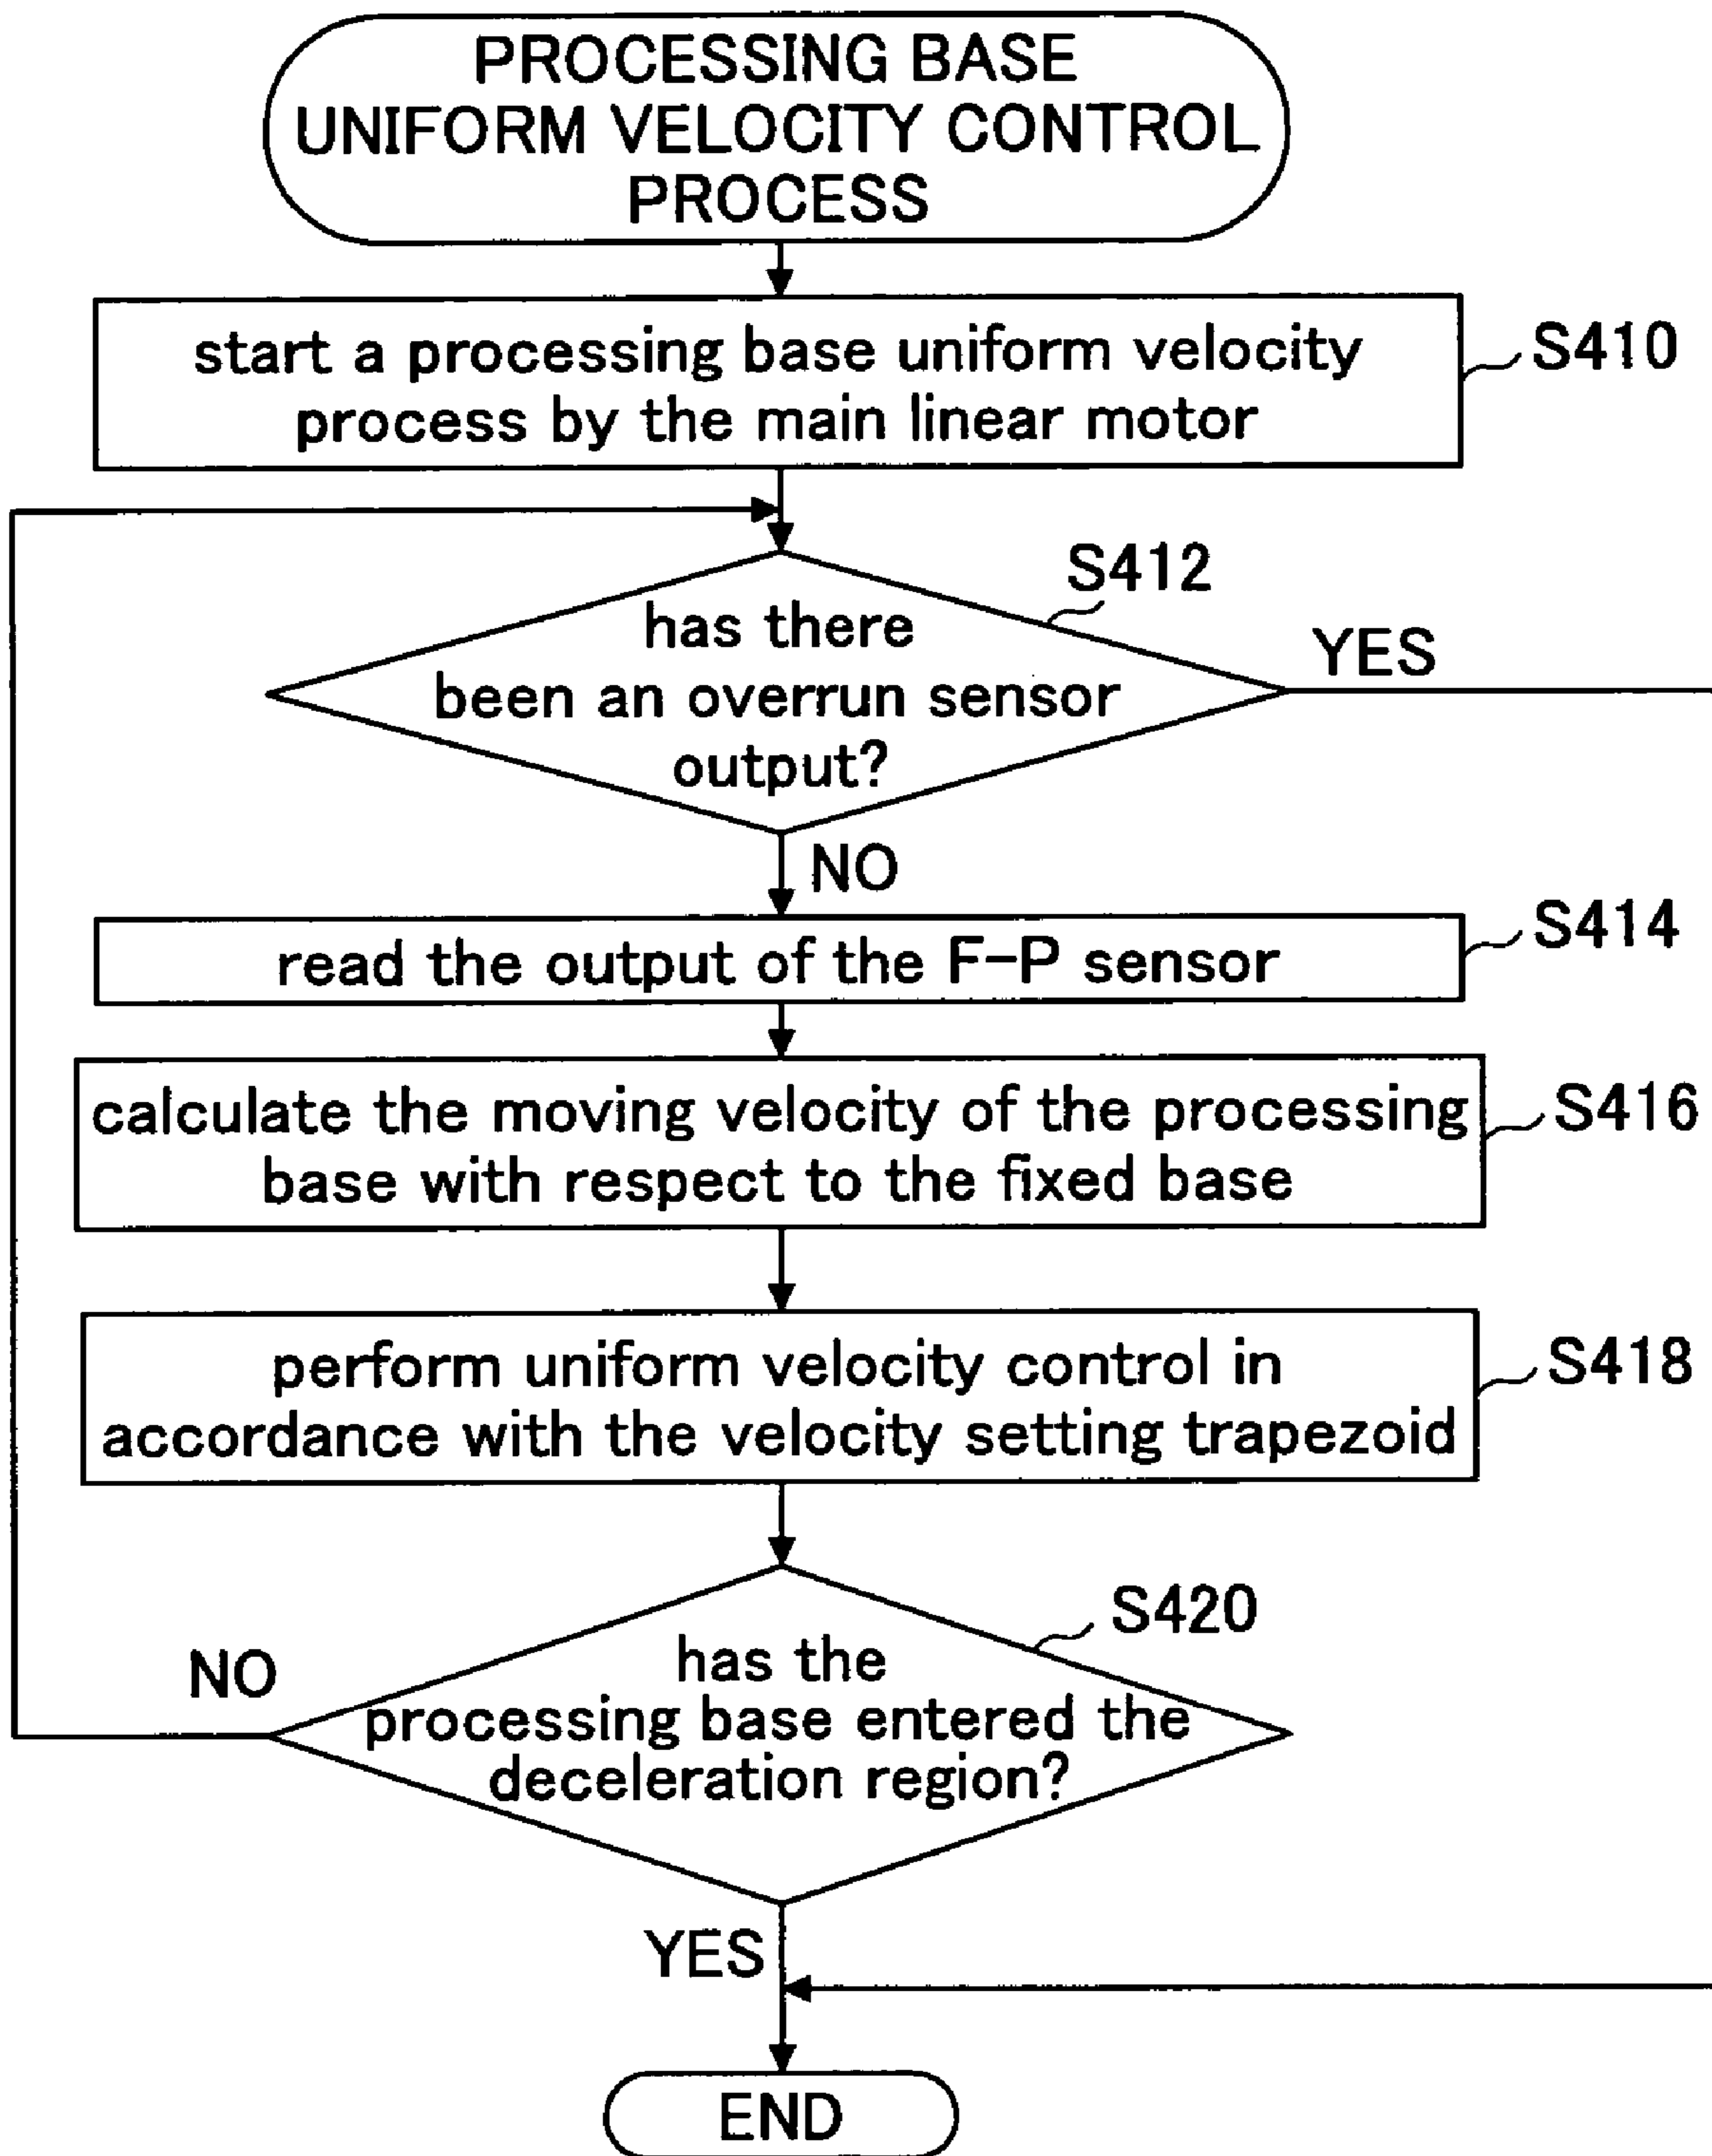 PROCESSING BASE
UNIFORM VELOCITY CONTROL
PROCESS
start a processing base uniform velocity
process by the main linear motor
S410
S412
has there
been an overrun sensor
output?
YES
NO
read the output of the F-P sensor
S414
calculate the moving velocity of the processing
base with respect to the fixed base
S416
perform uniform velocity control in
accordance with the velocity setting trapezoid
S418
S420
has the
processing base entered the
deceleration region?
NO
YES
END